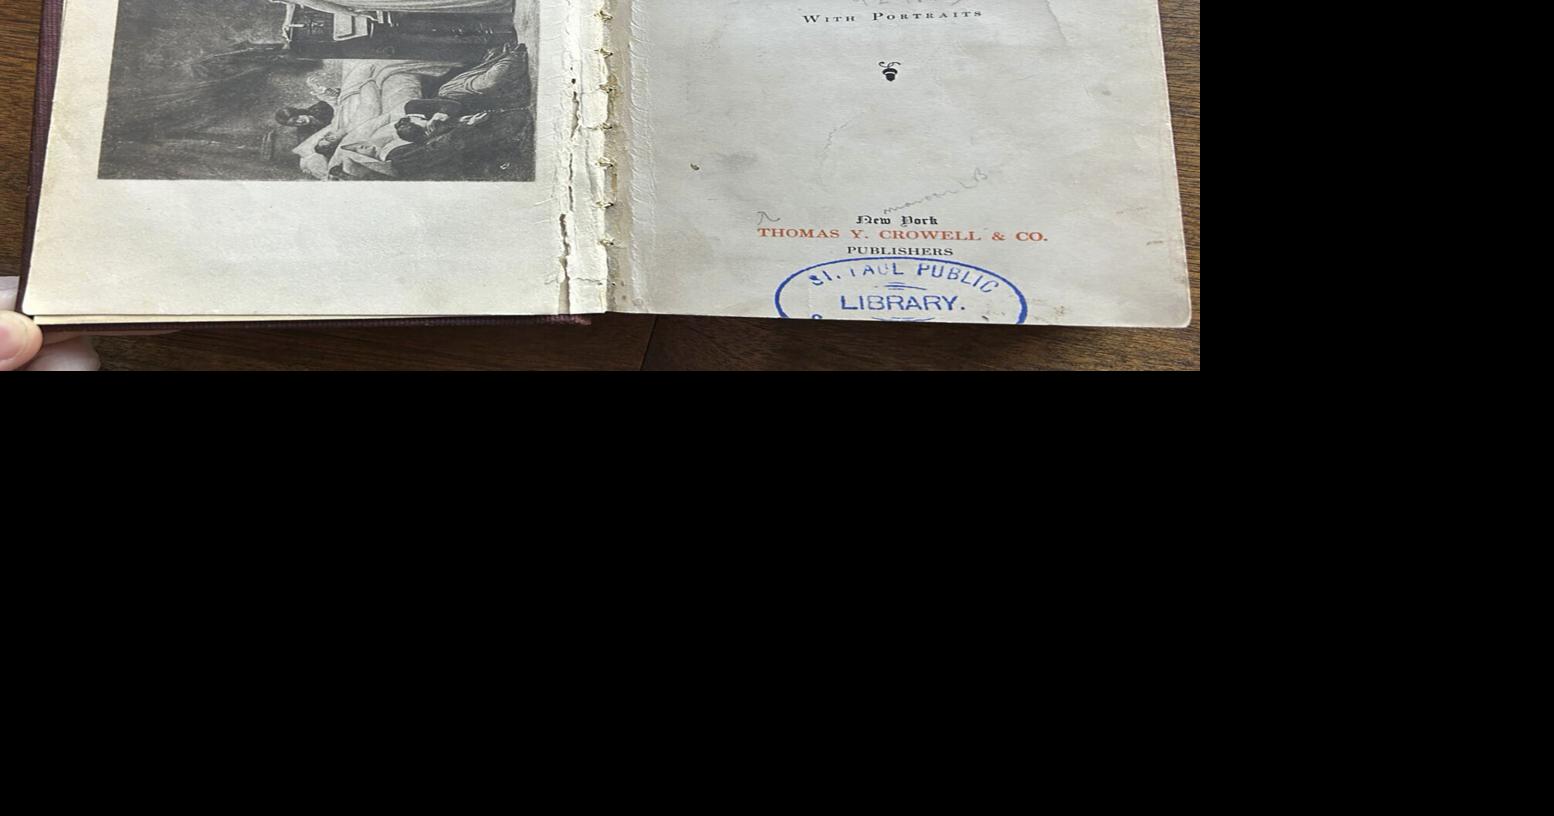 With Portraits
New York
THOMAS Y. CROWELL & CO.
PUBLISHERS
ST. PAUL PUBLIC
LIBRARY.